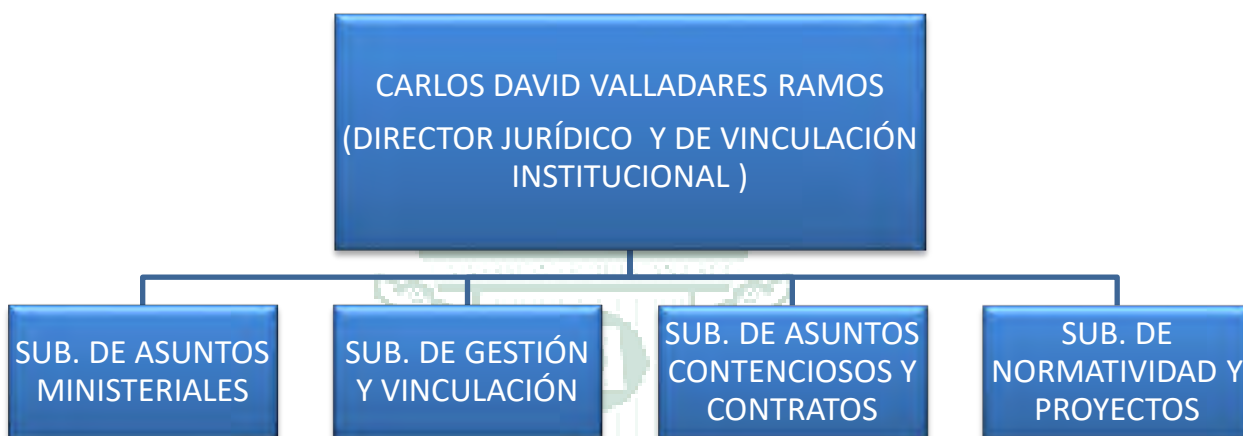 CARLOS DAVID VALLADARES RAMOS
(DIRECTOR JURÍDICO Y DE VINCULACIÓN
INSTITUCIONAL )
SUB. DE ASUNTOS
MINISTERIALES
SUB. DE GESTIÓN
Y VINCULACIÓN
SUB. DE ASUNTOS
CONTENCIOSOS Y
CONTRATOS
SUB. DE
NORMATIVIDAD Y
PROYECTOS